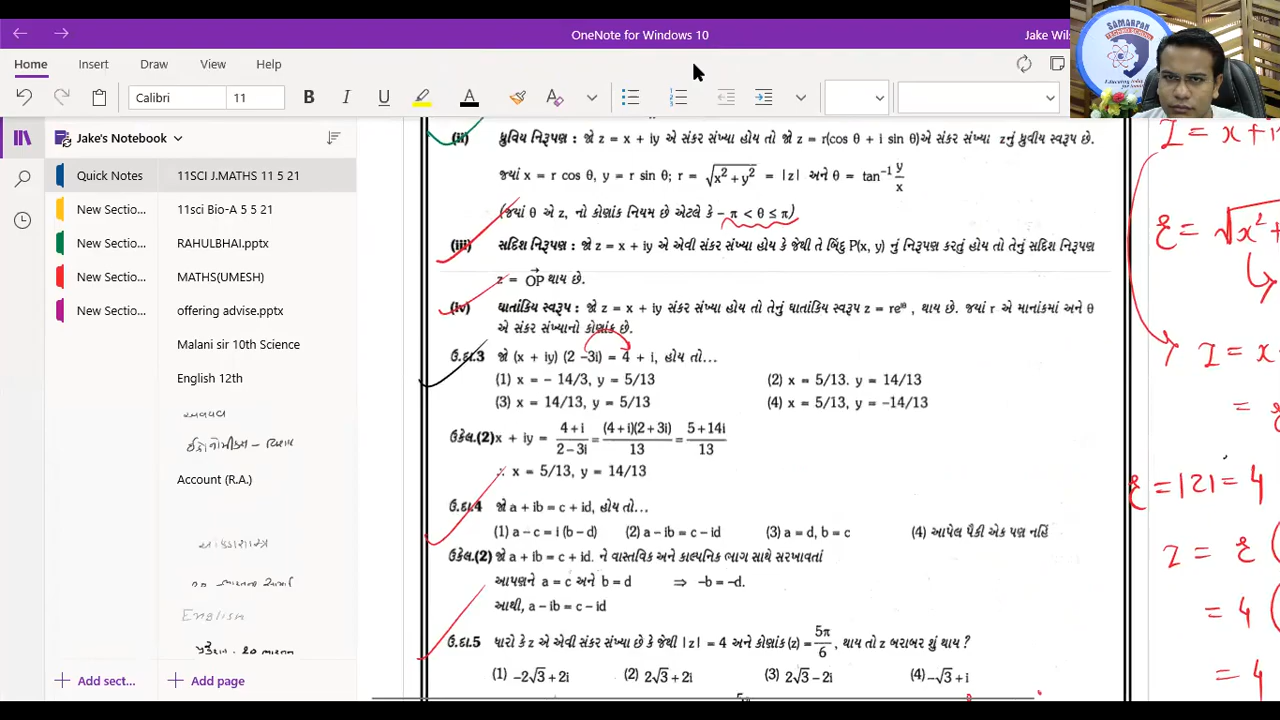 OneNote for Windows 10
Jake Wils
SAMARPAN
Home Insert Draw View Help
Calibri 11 B I U A
Jake's Notebook
Quick Notes
New Sectio...
New Sectio...
New Sectio...
New Sectio...
11SCI J.MATHS 11 5 21
11sci Bio-A 5 5 21
RAHULBHAI.pptx
MATHS(UMESH)
offering advise.pptx
Malani sir 10th Science
English 12th
Account (R.A.)
English
Add sect...
Add page
(ii) ધ્રુવિય નિરૂપણ : જો z = x + iy એ સંકર સંખ્યા હોય તો જો z = r(cos θ + i sin θ)એ સંકર સંખ્યા zનું ધ્રુવીય સ્વરૂપ છે.
જ્યાં x = r cos θ, y = r sin θ; r = √(x² + y²) = |z| અને θ = tan⁻¹ y/x
(જ્યાં θ એ z, નો કોણાંક નિયમ છે એટલે કે – π < θ ≤ π)
(iii) સદિશ નિરૂપણ : જો z = x + iy એ એવી સંકર સંખ્યા હોય કે જેથી તે બિંદુ P(x, y) નું નિરૂપણ કરતું હોય તો તેનું સદિશ નિરૂપણ
z = OP⃗ થાય છે.
(iv) ઘાતાંકિય સ્વરૂપ : જો z = x + iy સંકર સંખ્યા હોય તો તેનું ઘાતાંકિય સ્વરૂપ z = re^iθ, થાય છે. જ્યાં r એ માનાંકમાં અને θ
એ સંકર સંખ્યાનો કોણાંક છે.
ઉ.દા.3 જો (x + iy) (2 –3i) = 4 + i, હોય તો...
(1) x = – 14/3, y = 5/13 (2) x = 5/13. y = 14/13
(3) x = 14/13, y = 5/13 (4) x = 5/13, y = –14/13
ઉકેલ.(2) x + iy = (4 + i)/(2 – 3i) = (4 + i)(2 + 3i)/13 = (5 + 14i)/13
∴ x = 5/13, y = 14/13
ઉ.દા.4 જો a + ib = c + id, હોય તો...
(1) a – c = i (b – d) (2) a – ib = c – id (3) a = d, b = c (4) આપેલ પૈકી એક પણ નહિ
ઉકેલ.(2) જો a + ib = c + id. ને વાસ્તવિક અને કાલ્પનિક ભાગ સાથે સરખાવતાં
આપણને a = c અને b = d ⇒ -b = -d.
આથી, a – ib = c – id
ઉ.દા.5 ધારો કે z એ એવી સંકર સંખ્યા છે કે જેથી |z| = 4 અને કોણાંક (z) = 5π/6, થાય તો z બરાબર શું થાય ?
(1) –2√3 + 2i (2) 2√3 + 2i (3) 2√3 – 2i (4) –√3 + i